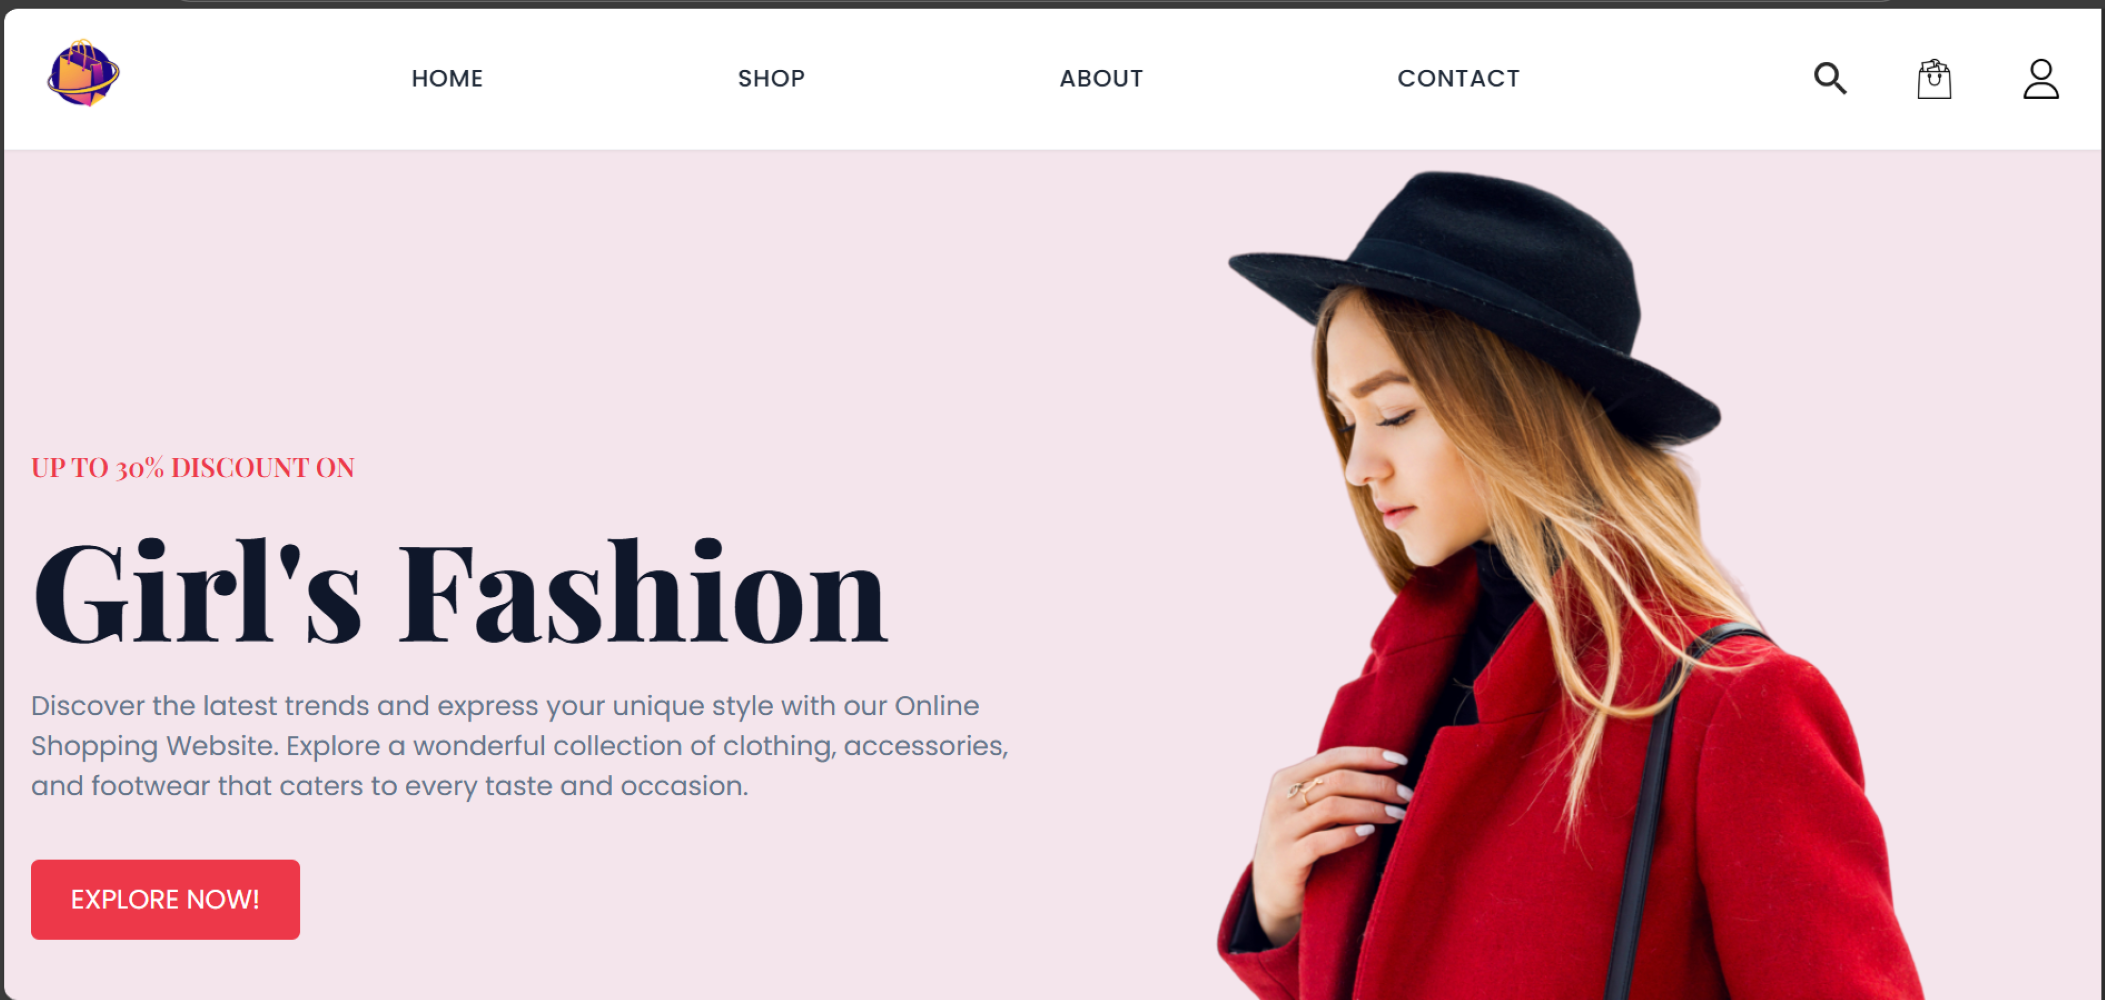 HOME SHOP ABOUT CONTACT
UP TO 30% DISCOUNT ON
Girl's Fashion
Discover the latest trends and express your unique style with our Online
Shopping Website. Explore a wonderful collection of clothing, accessories,
and footwear that caters to every taste and occasion.
EXPLORE NOW!